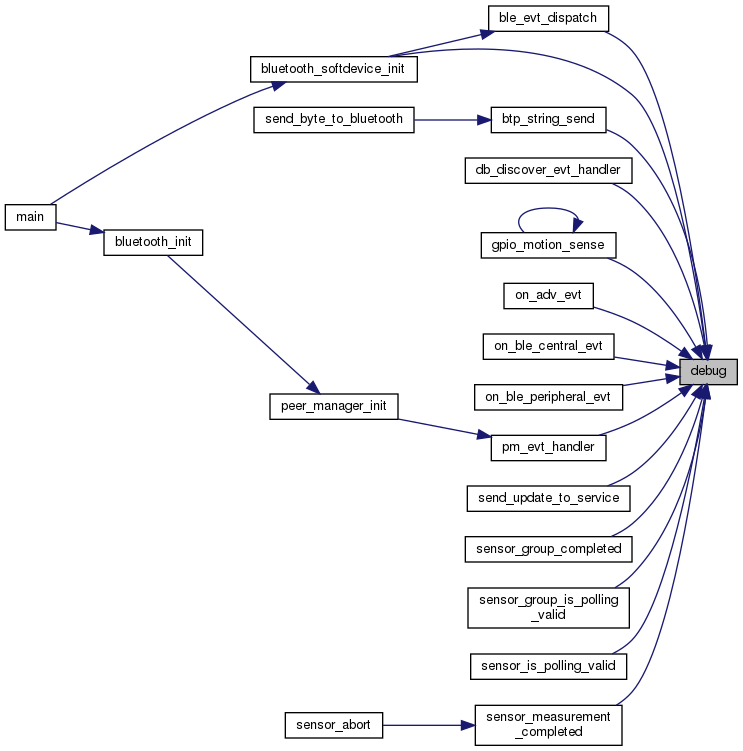 ble_evt_dispatch
bluetooth_softdevice_init
send_byte_to_bluetooth
btp_string_send
db_discover_evt_handler
main
bluetooth_init
gpio_motion_sense
on_adv_evt
on_ble_central_evt
debug
on_ble_peripheral_evt
peer_manager_init
pm_evt_handler
send_update_to_service
sensor_group_completed
sensor_group_is_polling
_valid
sensor_is_polling_valid
sensor_measurement
_completed
sensor_abort